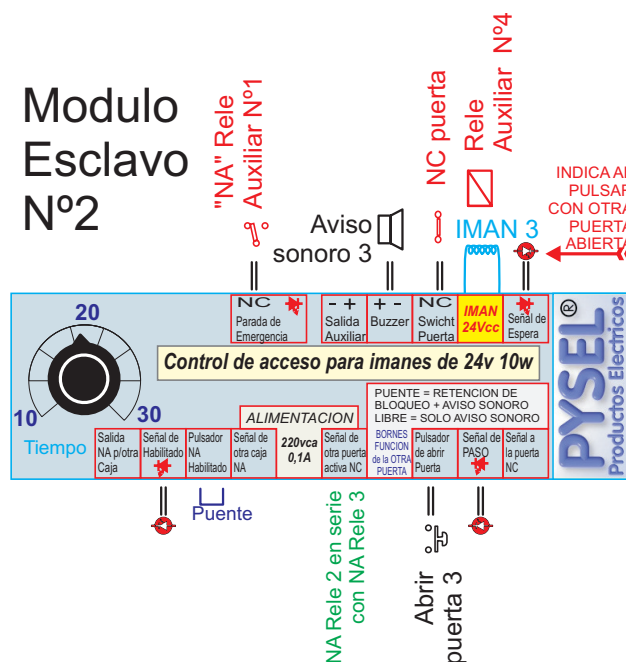 Modulo
Esclavo
Nº2
"NA" Rele
Auxiliar Nº1
Aviso
sonoro 3
NC puerta
Rele
Auxiliar Nº4
IMAN 3
INDICA AL
PULSAR
CON OTRA
PUERTA
ABIERTA
10
20
30
Tiempo
NC
Parada de
Emergencia
- +
Salida
Auxiliar
+ -
Buzzer
NC
Swicht
Puerta
IMAN
24Vcc
Señal de
Espera
Control de acceso para imanes de 24v 10w
PUENTE = RETENCION DE
BLOQUEO + AVISO SONORO
LIBRE = SOLO AVISO SONORO
ALIMENTACION
Salida
NA p/otra
Caja
Señal de
Habilitado
Pulsador
NA
Habilitado
Señal de
otra caja
NA
220vca
0,1A
Señal de
otra puerta
activa NC
BORNES
FUNCION
de la OTRA
PUERTA
Pulsador
de abrir
Puerta
Señal de
PASO
Señal a
la puerta
NC
PYSEL ®
Productos Electricos
Puente
NA Rele 2 en serie
con NA Rele 3
Abrir
puerta 3